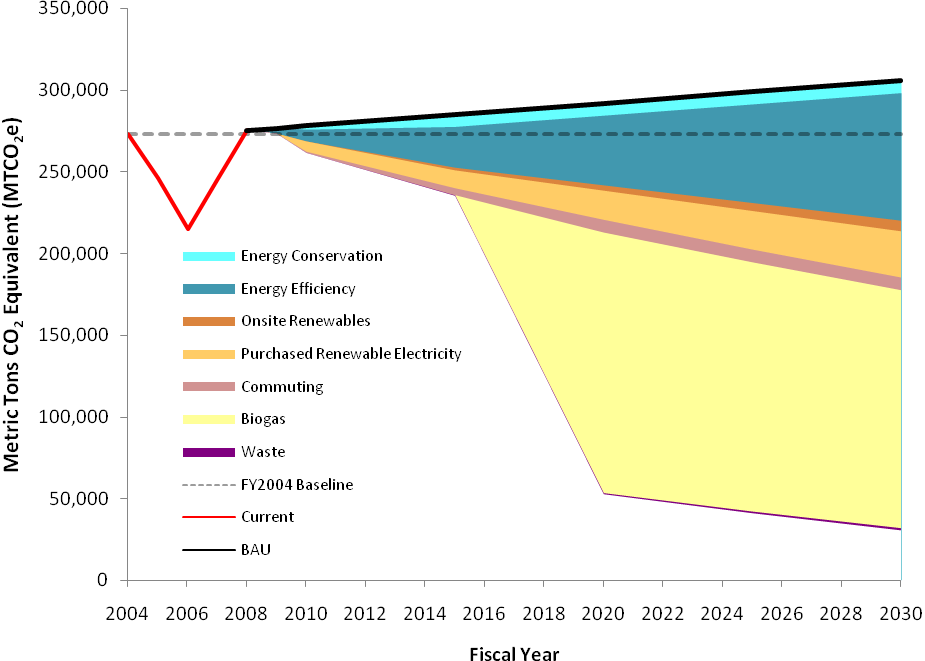 350,000
300,000
250,000
200,000
150,000
100,000
50,000
0
Metric Tons CO₂ Equivalent (MTCO₂e)
Energy Conservation
Energy Efficiency
Onsite Renewables
Purchased Renewable Electricity
Commuting
Biogas
Waste
FY2004 Baseline
Current
BAU
2004 2006 2008 2010 2012 2014 2016 2018 2020 2022 2024 2026 2028 2030
Fiscal Year